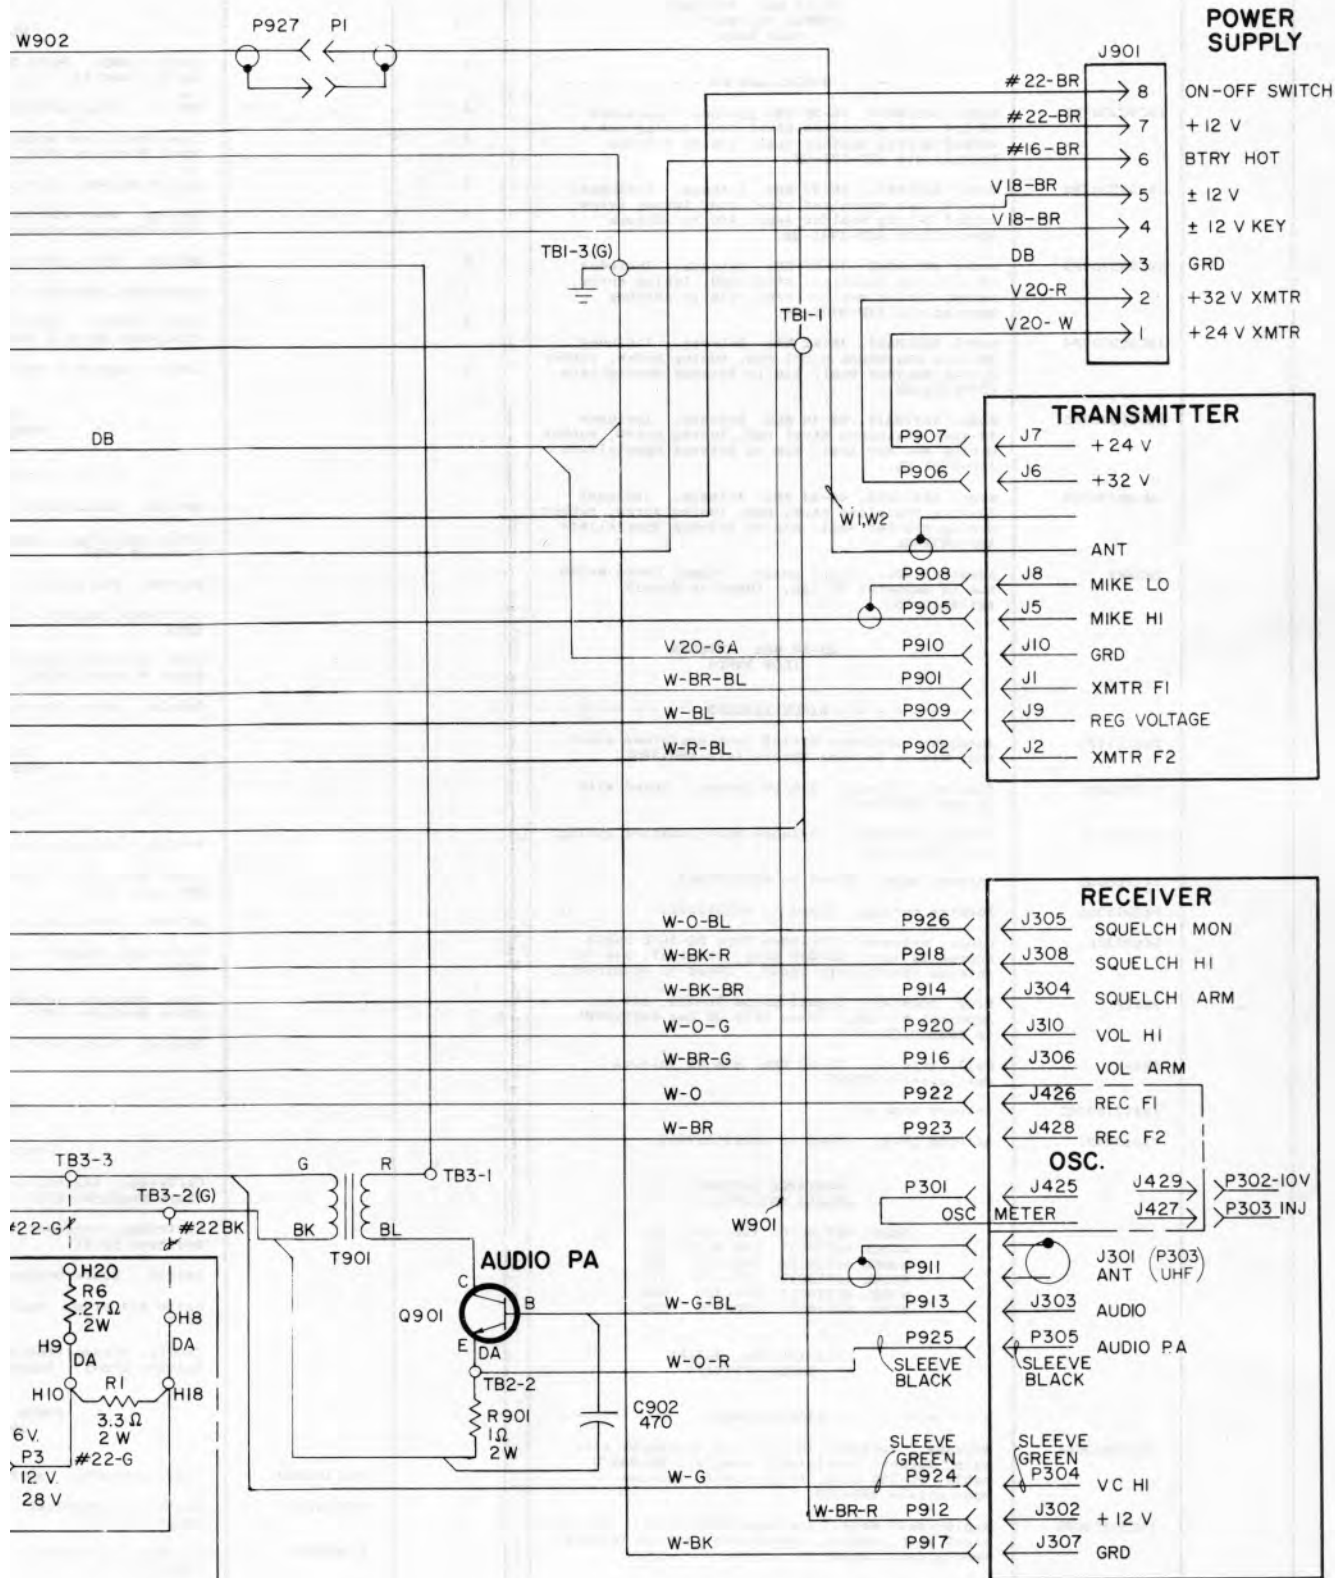 POWER
SUPPLY
W902
P927
P1
J901
#22-BR
8
ON-OFF SWITCH
#22-BR
7
+12 V
#16-BR
6
BTRY HOT
V18-BR
5
± 12 V
V18-BR
4
± 12 V KEY
TB1-3(G)
DB
3
GRD
V20-R
2
+32 V XMTR
TB1-1
V20-W
1
+24 V XMTR
TRANSMITTER
DB
P907
J7
+24 V
P906
J6
+32 V
W1,W2
ANT
P908
J8
MIKE LO
P905
J5
MIKE HI
V20-GA
P910
J10
GRD
W-BR-BL
P901
J1
XMTR F1
W-BL
P909
J9
REG VOLTAGE
W-R-BL
P902
J2
XMTR F2
RECEIVER
W-O-BL
P926
J305
SQUELCH MON
W-BK-R
P918
J308
SQUELCH HI
W-BK-BR
P914
J304
SQUELCH ARM
W-O-G
P920
J310
VOL HI
W-BR-G
P916
J306
VOL ARM
W-O
P922
J426
REC F1
W-BR
P923
J428
REC F2
OSC.
TB3-3
G
R
TB3-1
P301
J425
J429
P302-10V
TB3-2(G)
OSC METER
J427
P303 INJ
#22-G
#22 BK
BK
BL
W901
T901
AUDIO PA
J301
(P303
UHF)
P911
ANT
H20
R6
27Ω
2W
C
Q901
B
W-G-BL
P913
J303
AUDIO
H8
H9
DA
DA
E
DA
P925
P305
AUDIO PA
W-O-R
SLEEVE
BLACK
SLEEVE
BLACK
H10
R1
H18
TB2-2
3.3Ω
2 W
R901
1Ω
2W
C902
470
6V.
P3
12 V.
28 V
#22-G
SLEEVE
GREEN
SLEEVE
GREEN
W-G
P924
P304
VC HI
W-BR-R
P912
J302
+12 V
W-BK
P917
J307
GRD